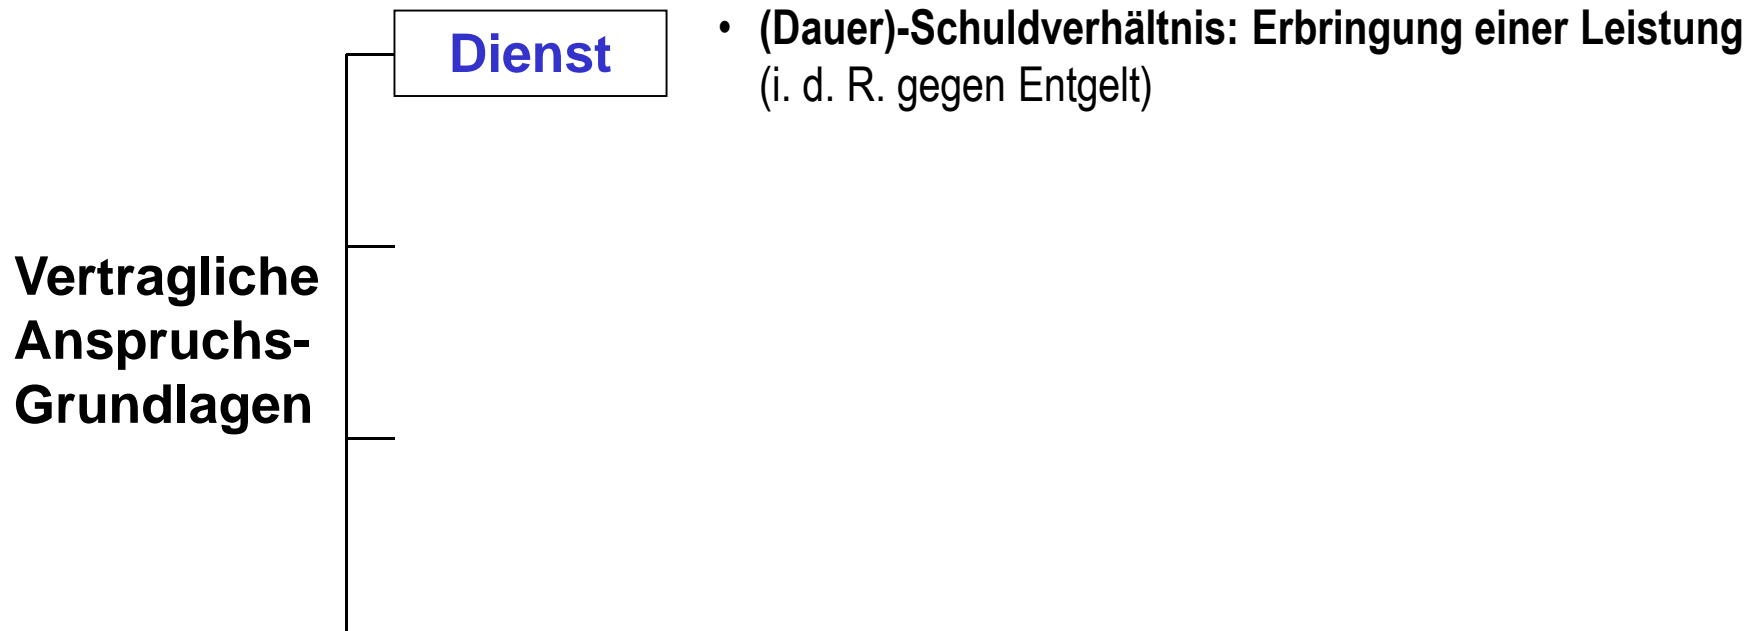 Dienst
• (Dauer)-Schuldverhältnis: Erbringung einer Leistung
(i. d. R. gegen Entgelt)
Vertragliche
Anspruchs-
Grundlagen